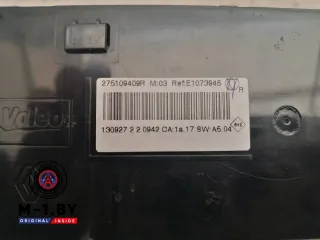 275109409R M:03 Ref:E1073945
R
Valeo
130927 2 2 0942 CA:1a.17 SW:A5.04
M-1.BY
ORIGINAL INSIDE